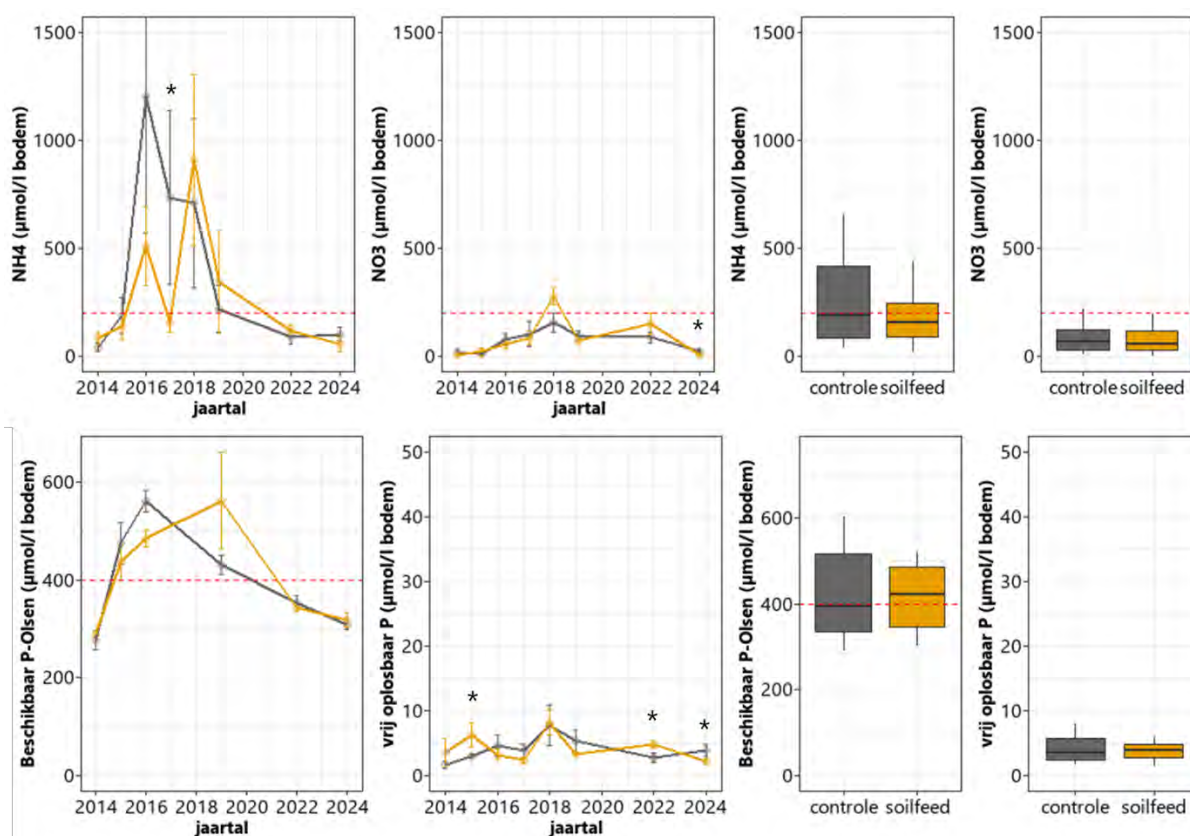 NH4 (µmol/l bodem)
1500
1000
500
0
*
2014 2016 2018 2020 2022 2024
jaartal
NO3 (µmol/l bodem)
1500
1000
500
0
*
2014 2016 2018 2020 2022 2024
jaartal
NH4 (µmol/l bodem)
1500
1000
500
0
controle soilfeed
NO3 (µmol/l bodem)
1500
1000
500
0
controle soilfeed
Beschikbaar P-Olsen (µmol/l bodem)
600
400
200
0
2014 2016 2018 2020 2022 2024
jaartal
vrij oplosbaar P (µmol/l bodem)
50
40
30
20
10
0
*
*
*
2014 2016 2018 2020 2022 2024
jaartal
Beschikbaar P-Olsen (µmol/l bodem)
600
400
200
0
controle soilfeed
vrij oplosbaar P (µmol/l bodem)
50
40
30
20
10
0
controle soilfeed